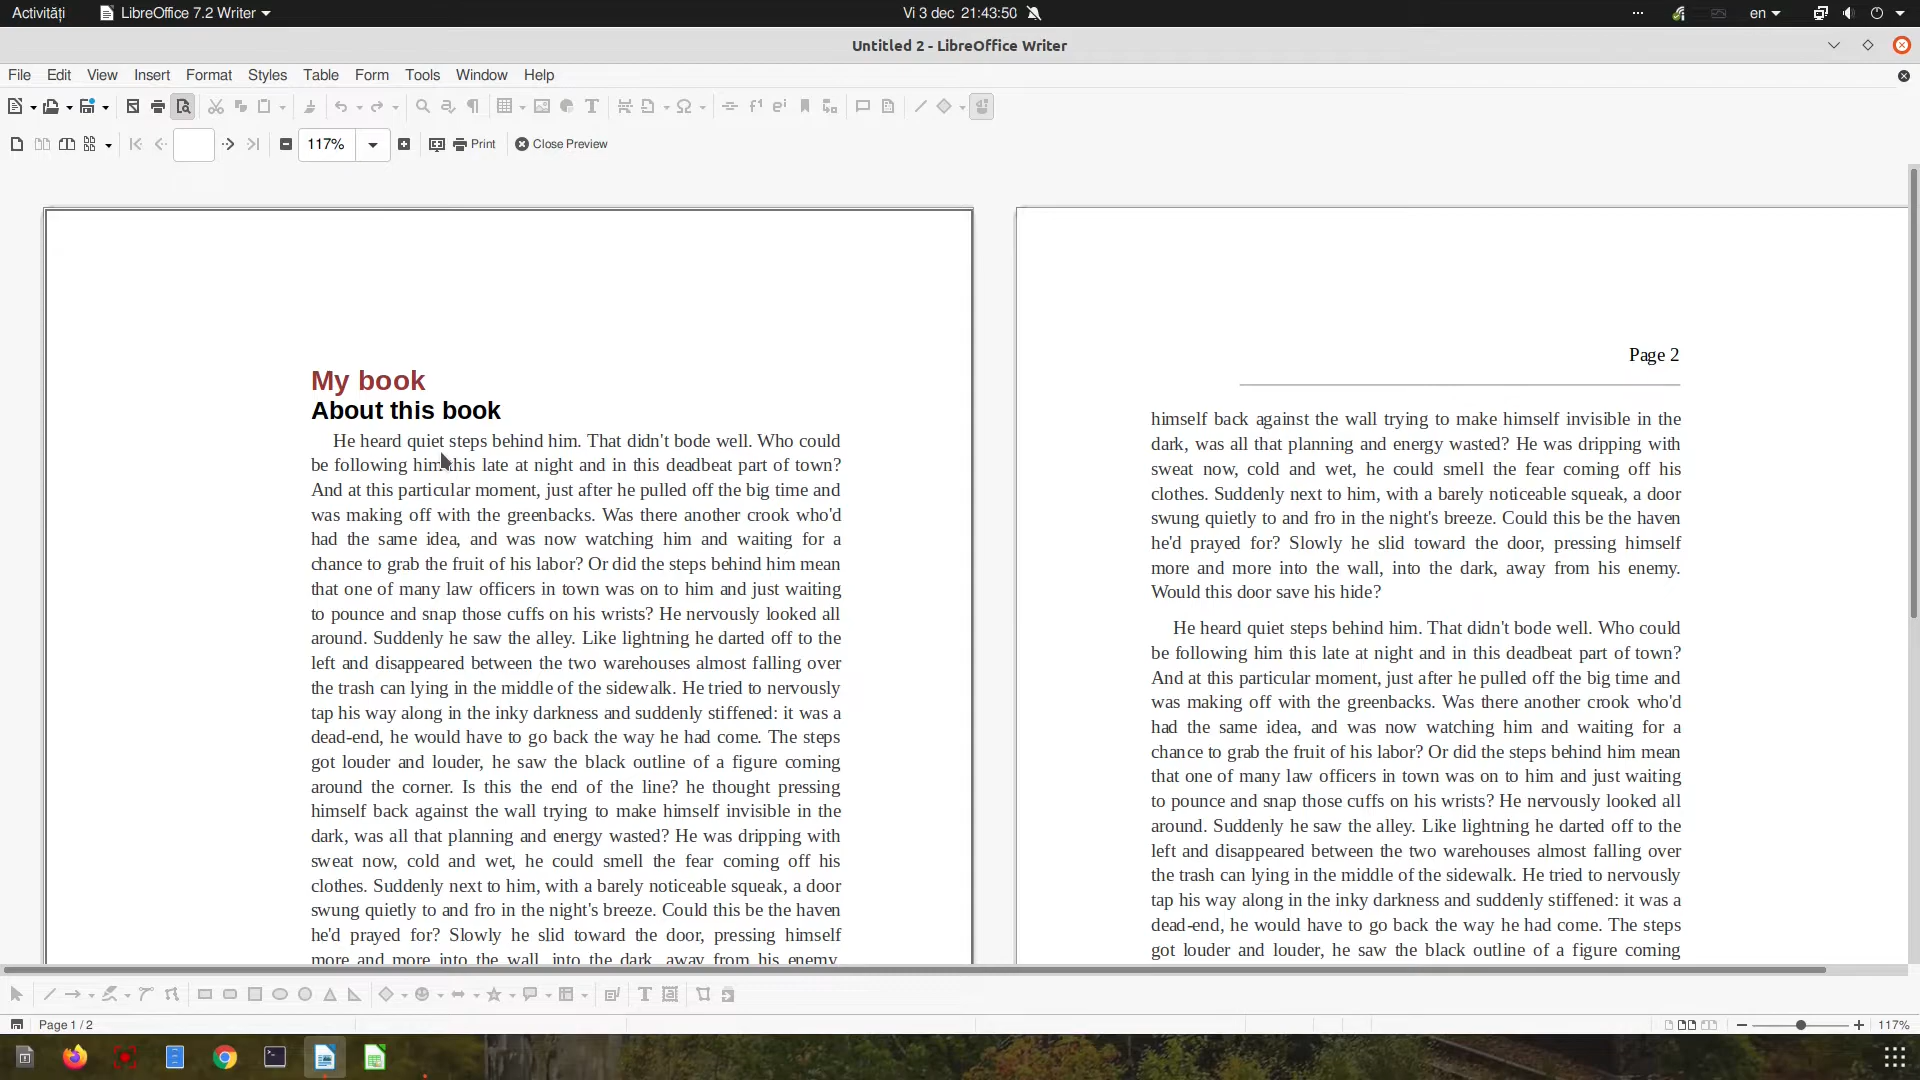 Activități
LibreOffice 7.2 Writer
Vi 3 dec 21:43:50
en
Untitled 2 - LibreOffice Writer
File Edit View Insert Format Styles Table Form Tools Window Help
117%
Print
Close Preview
My book
About this book
He heard quiet steps behind him. That didn't bode well. Who could
be following him this late at night and in this deadbeat part of town?
And at this particular moment, just after he pulled off the big time and
was making off with the greenbacks. Was there another crook who'd
had the same idea, and was now watching him and waiting for a
chance to grab the fruit of his labor? Or did the steps behind him mean
that one of many law officers in town was on to him and just waiting
to pounce and snap those cuffs on his wrists? He nervously looked all
around. Suddenly he saw the alley. Like lightning he darted off to the
left and disappeared between the two warehouses almost falling over
the trash can lying in the middle of the sidewalk. He tried to nervously
tap his way along in the inky darkness and suddenly stiffened: it was a
dead-end, he would have to go back the way he had come. The steps
got louder and louder, he saw the black outline of a figure coming
around the corner. Is this the end of the line? he thought pressing
himself back against the wall trying to make himself invisible in the
dark, was all that planning and energy wasted? He was dripping with
sweat now, cold and wet, he could smell the fear coming off his
clothes. Suddenly next to him, with a barely noticeable squeak, a door
swung quietly to and fro in the night's breeze. Could this be the haven
he'd prayed for? Slowly he slid toward the door, pressing himself
more and more into the wall, into the dark, away from his enemy.
Page 2
himself back against the wall trying to make himself invisible in the
dark, was all that planning and energy wasted? He was dripping with
sweat now, cold and wet, he could smell the fear coming off his
clothes. Suddenly next to him, with a barely noticeable squeak, a door
swung quietly to and fro in the night's breeze. Could this be the haven
he'd prayed for? Slowly he slid toward the door, pressing himself
more and more into the wall, into the dark, away from his enemy.
Would this door save his hide?
He heard quiet steps behind him. That didn't bode well. Who could
be following him this late at night and in this deadbeat part of town?
And at this particular moment, just after he pulled off the big time and
was making off with the greenbacks. Was there another crook who'd
had the same idea, and was now watching him and waiting for a
chance to grab the fruit of his labor? Or did the steps behind him mean
that one of many law officers in town was on to him and just waiting
to pounce and snap those cuffs on his wrists? He nervously looked all
around. Suddenly he saw the alley. Like lightning he darted off to the
left and disappeared between the two warehouses almost falling over
the trash can lying in the middle of the sidewalk. He tried to nervously
tap his way along in the inky darkness and suddenly stiffened: it was a
dead-end, he would have to go back the way he had come. The steps
got louder and louder, he saw the black outline of a figure coming
Page 1 / 2
117%